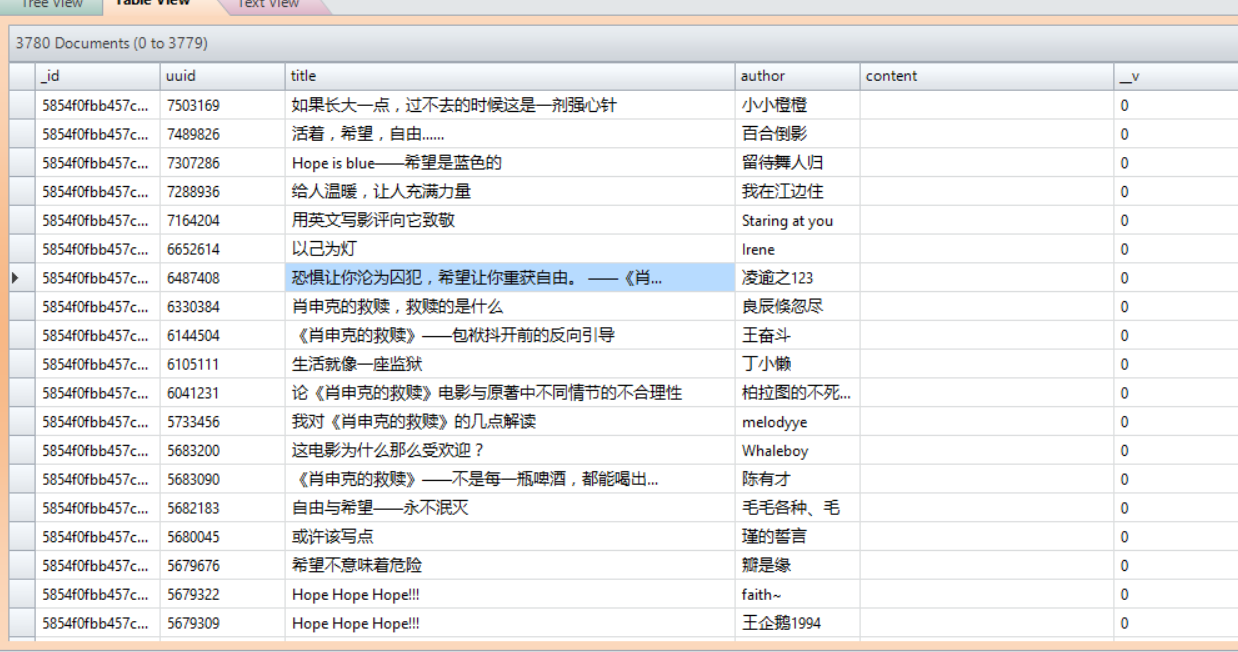 Tree View Table View Text View
3780 Documents (0 to 3779)
_id uuid title author content __v
5854f0fbb457c... 7503169 如果长大一点，过不去的时候这是一剂强心针 小小橙橙 0
5854f0fbb457c... 7489826 活着，希望，自由...... 百合倒影 0
5854f0fbb457c... 7307286 Hope is blue——希望是蓝色的 留待舞人归 0
5854f0fbb457c... 7288936 给人温暖，让人充满力量 我在江边住 0
5854f0fbb457c... 7164204 用英文写影评向它致敬 Staring at you 0
5854f0fbb457c... 6652614 以己为灯 Irene 0
5854f0fbb457c... 6487408 恐惧让你沦为囚犯，希望让你重获自由。 ——《肖... 凌逾之123 0
5854f0fbb457c... 6330384 肖申克的救赎，救赎的是什么 良辰倏忽尽 0
5854f0fbb457c... 6144504 《肖申克的救赎》——包袱抖开前的反向引导 王奋斗 0
5854f0fbb457c... 6105111 生活就像一座监狱 丁小懒 0
5854f0fbb457c... 6041231 论《肖申克的救赎》电影与原著中不同情节的不合理性 柏拉图的不死... 0
5854f0fbb457c... 5733456 我对《肖申克的救赎》的几点解读 melodyye 0
5854f0fbb457c... 5683200 这电影为什么那么受欢迎？ Whaleboy 0
5854f0fbb457c... 5683090 《肖申克的救赎》——不是每一瓶啤酒，都能喝出... 陈有才 0
5854f0fbb457c... 5682183 自由与希望——永不泯灭 毛毛各种、毛 0
5854f0fbb457c... 5680045 或许该写点 瑾的誓言 0
5854f0fbb457c... 5679676 希望不意味着危险 瓣是缘 0
5854f0fbb457c... 5679322 Hope Hope Hope!!! faith~ 0
5854f0fbb457c... 5679309 Hope Hope Hope!!! 王企鹅1994 0